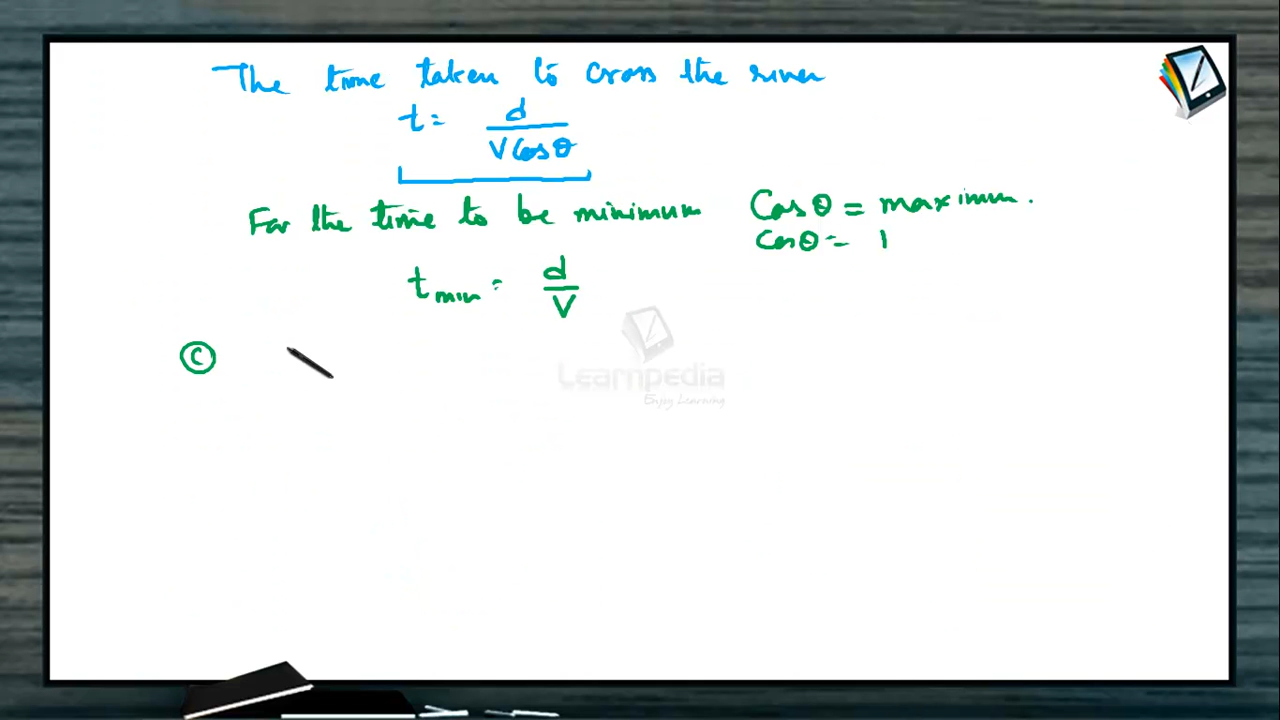 The time taken to cross the river
t = d / V Cos θ
For the time to be minimum Cos θ = maximum.
Cos θ = 1
t min = d / V
C
Learnpedia
Enjoy Learning